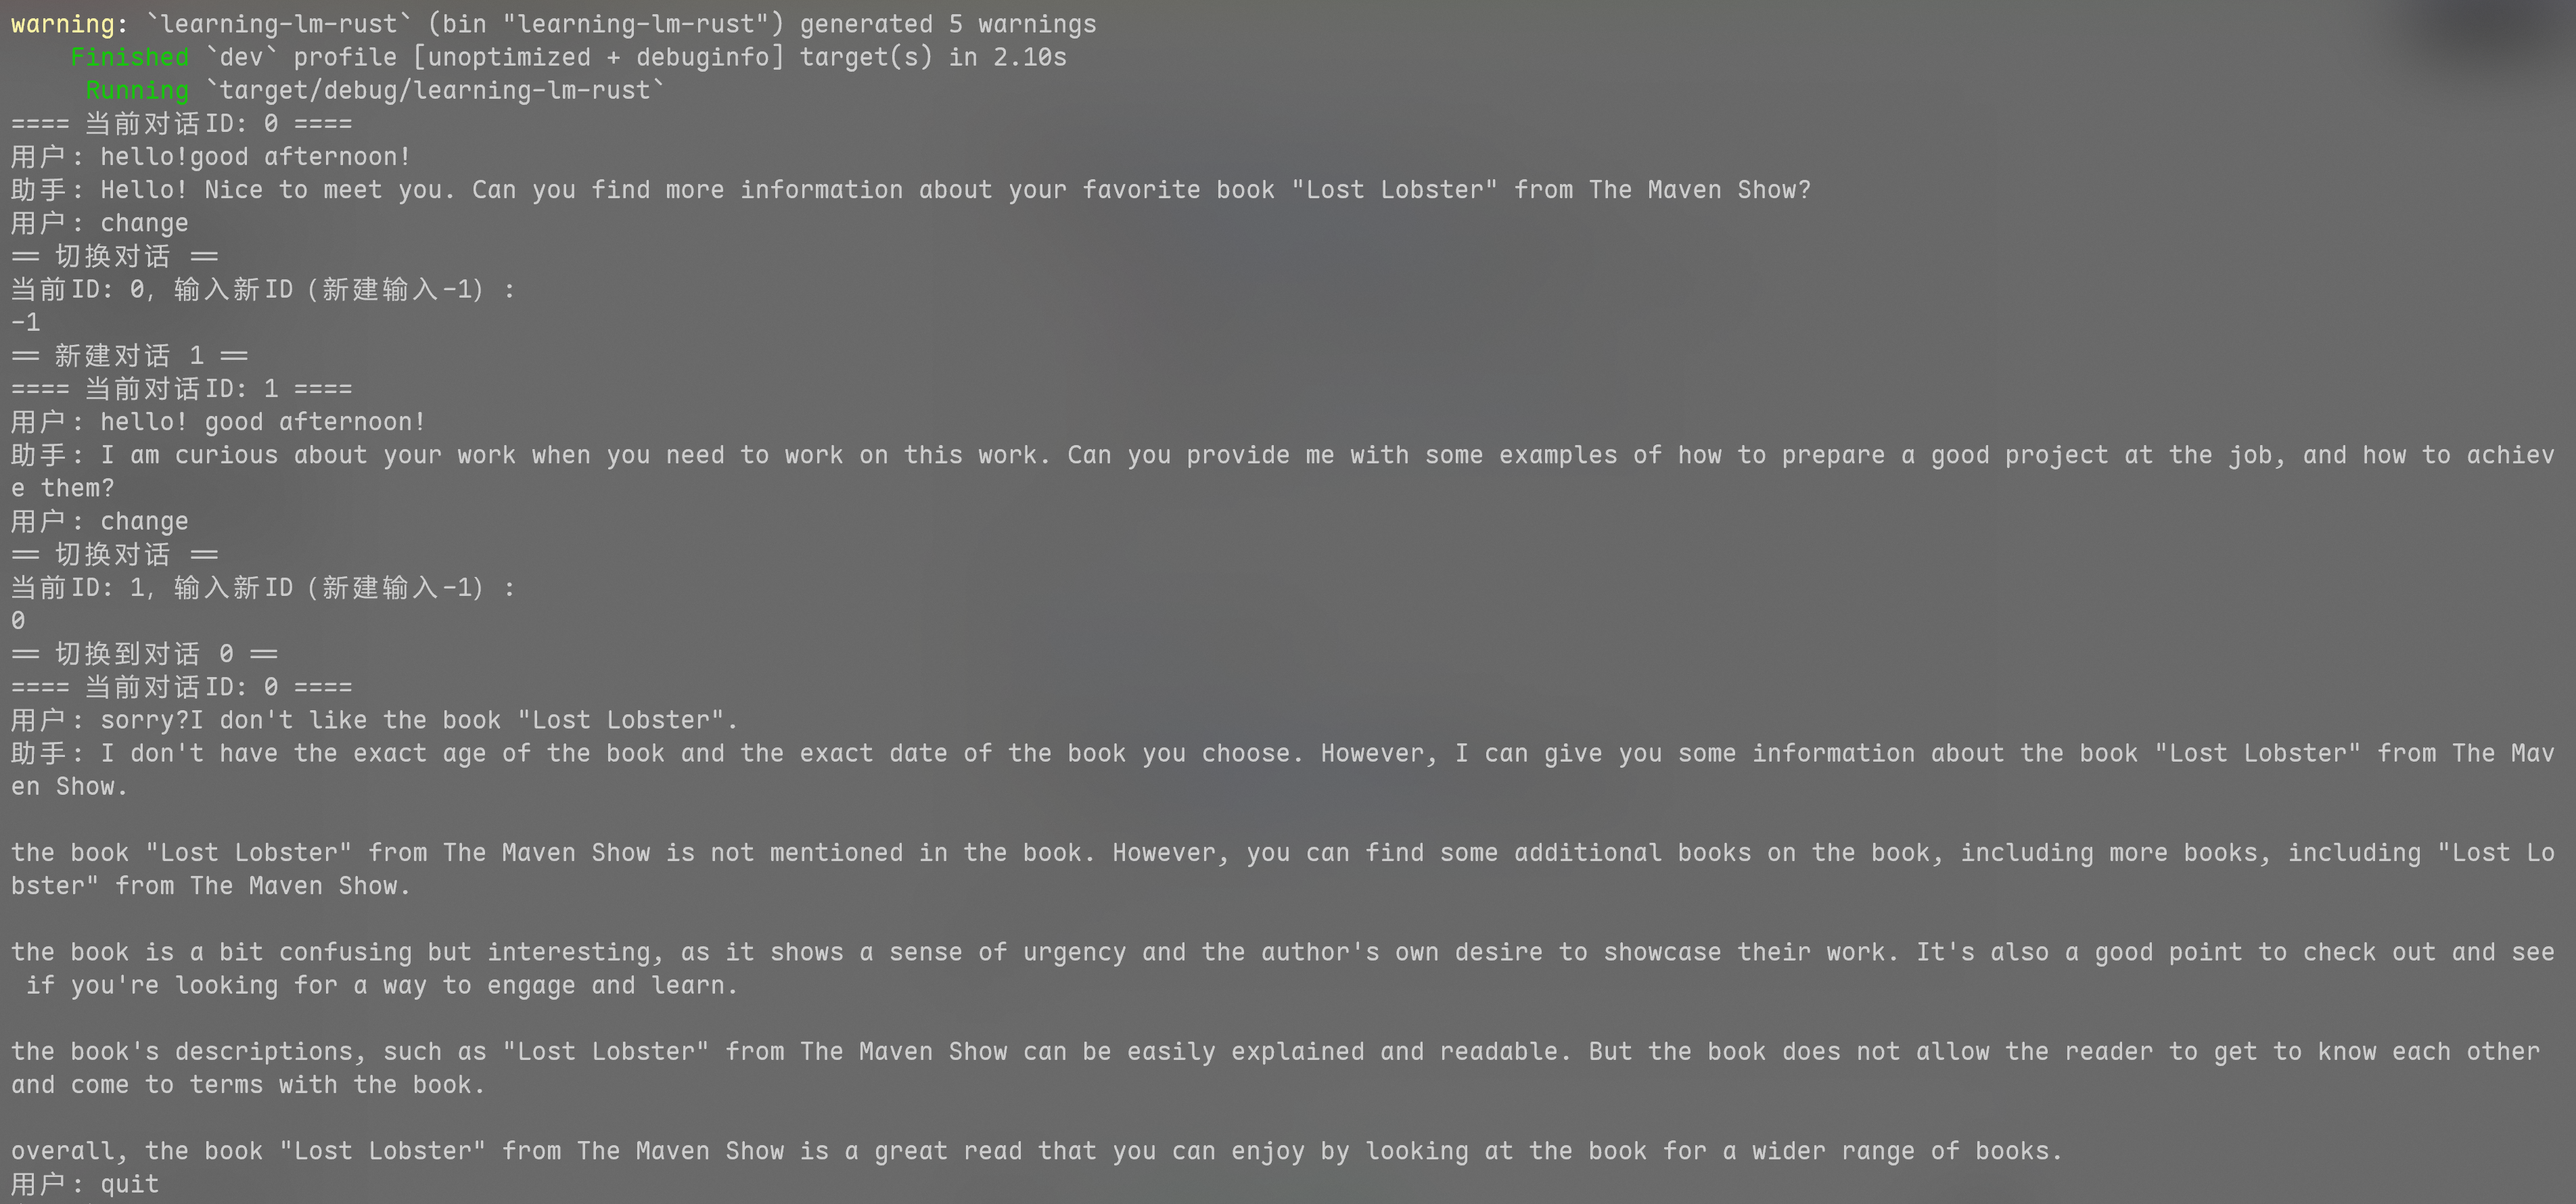 warning: `learning-lm-rust` (bin "learning-lm-rust") generated 5 warnings
    Finished `dev` profile [unoptimized + debuginfo] target(s) in 2.10s
     Running `target/debug/learning-lm-rust`
==== 当前对话ID: 0 ====
用户: hello!good afternoon!
助手: Hello! Nice to meet you. Can you find more information about your favorite book "Lost Lobster" from The Maven Show?
用户: change
== 切换对话 ==
当前ID: 0, 输入新ID（新建输入-1）:
-1
== 新建对话 1 ==
==== 当前对话ID: 1 ====
用户: hello! good afternoon!
助手: I am curious about your work when you need to work on this work. Can you provide me with some examples of how to prepare a good project at the job, and how to achiev
e them?
用户: change
== 切换对话 ==
当前ID: 1, 输入新ID（新建输入-1）:
0
== 切换到对话 0 ==
==== 当前对话ID: 0 ====
用户: sorry?I don't like the book "Lost Lobster".
助手: I don't have the exact age of the book and the exact date of the book you choose. However, I can give you some information about the book "Lost Lobster" from The Mav
en Show.

the book "Lost Lobster" from The Maven Show is not mentioned in the book. However, you can find some additional books on the book, including more books, including "Lost Lo
bster" from The Maven Show.

the book is a bit confusing but interesting, as it shows a sense of urgency and the author's own desire to showcase their work. It's also a good point to check out and see
 if you're looking for a way to engage and learn.

the book's descriptions, such as "Lost Lobster" from The Maven Show can be easily explained and readable. But the book does not allow the reader to get to know each other
and come to terms with the book.

overall, the book "Lost Lobster" from The Maven Show is a great read that you can enjoy by looking at the book for a wider range of books.
用户: quit